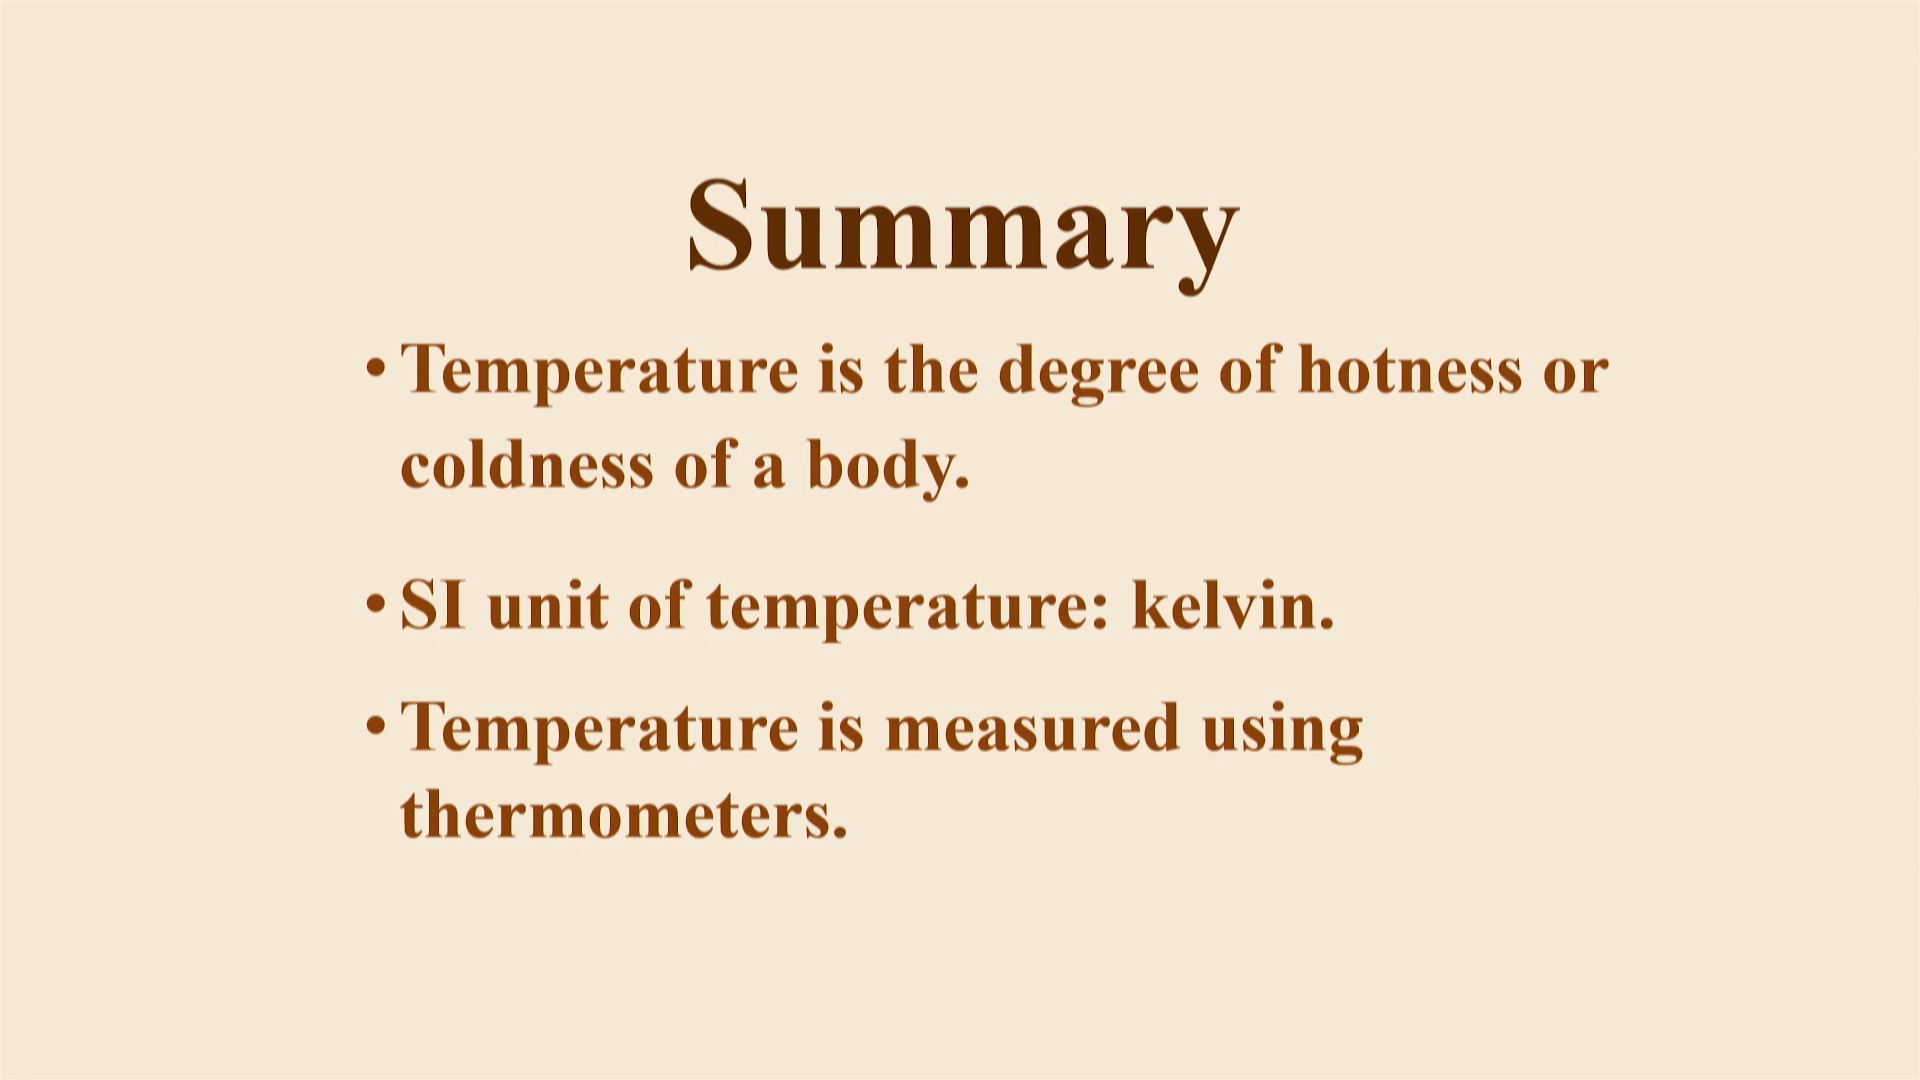 Summary
• Temperature is the degree of hotness or
coldness of a body.
• SI unit of temperature: kelvin.
• Temperature is measured using
thermometers.